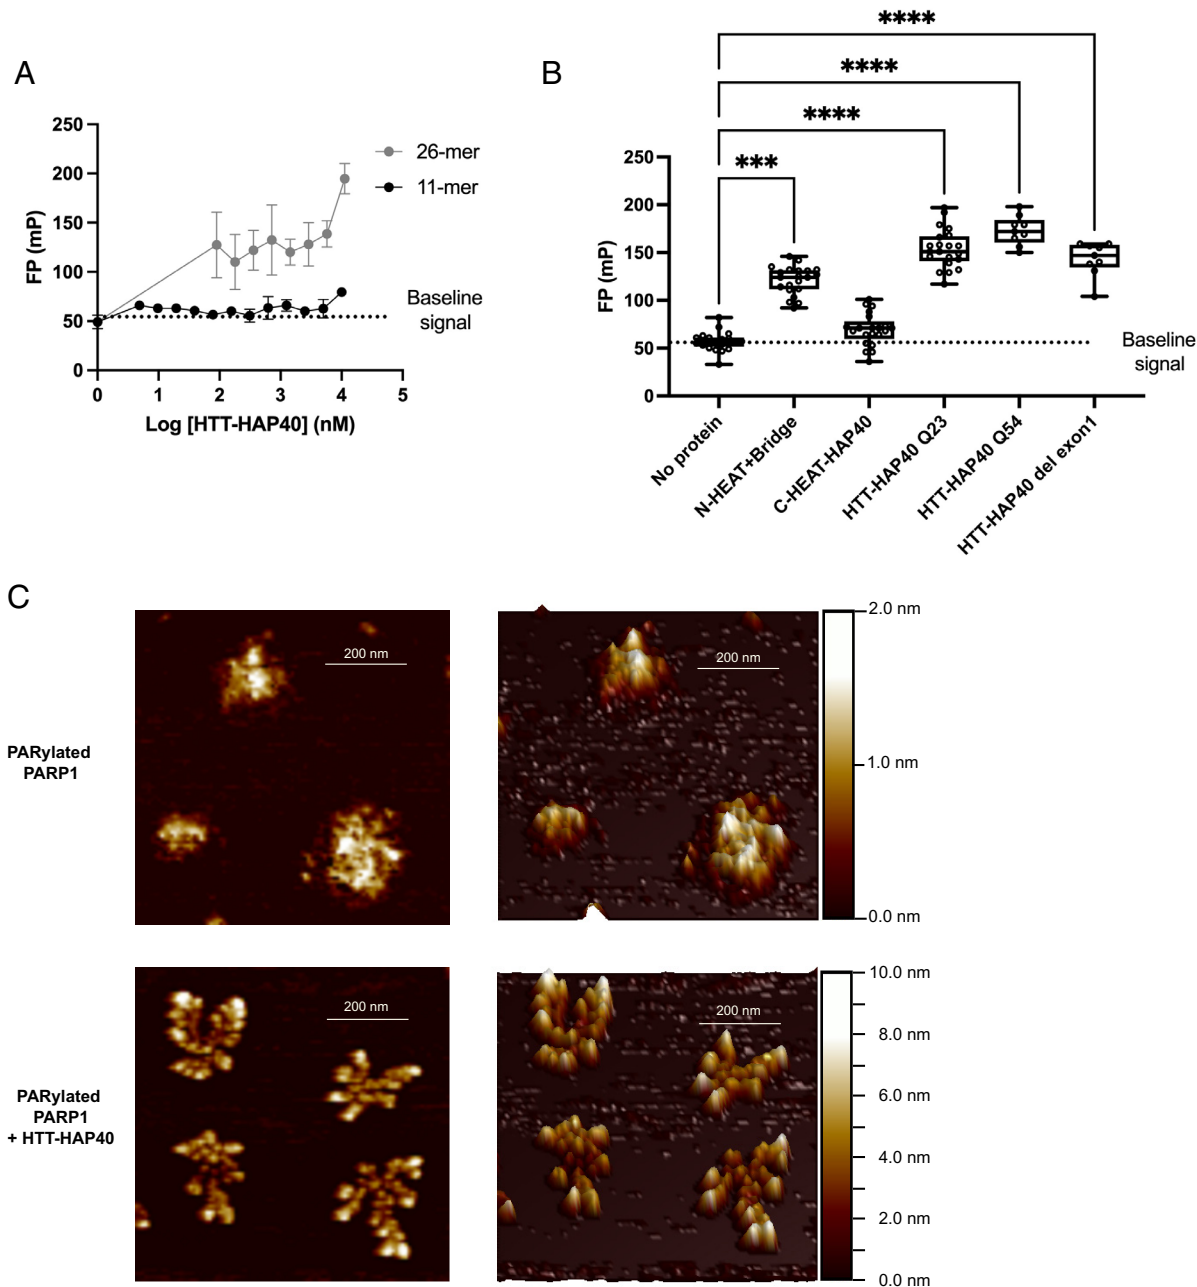 A
250
200
150
100
50
0
FP (mP)
0 1 2 3 4 5
Log [HTT-HAP40] (nM)
26-mer
11-mer
Baseline
signal
B
****
****
****
***
250
200
150
100
50
0
FP (mP)
Baseline
signal
No protein
N-HEAT+Bridge
C-HEAT-HAP40
HTT-HAP40 Q23
HTT-HAP40 Q54
HTT-HAP40 del exon1
C
PARylated
PARP1
200 nm
200 nm
2.0 nm
1.0 nm
0.0 nm
PARylated
PARP1
+ HTT-HAP40
200 nm
200 nm
10.0 nm
8.0 nm
6.0 nm
4.0 nm
2.0 nm
0.0 nm